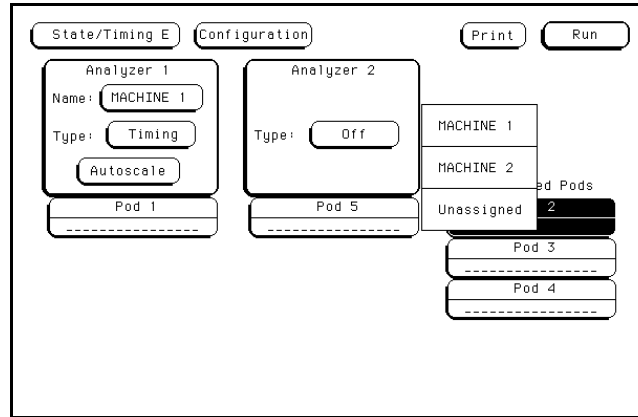 State/Timing E Configuration Print Run
Analyzer 1
Name: MACHINE 1
Type: Timing
Autoscale
Pod 1
Analyzer 2
Type: Off
Pod 5
MACHINE 1
MACHINE 2
Unassigned
ed Pods
2
Pod 3
Pod 4